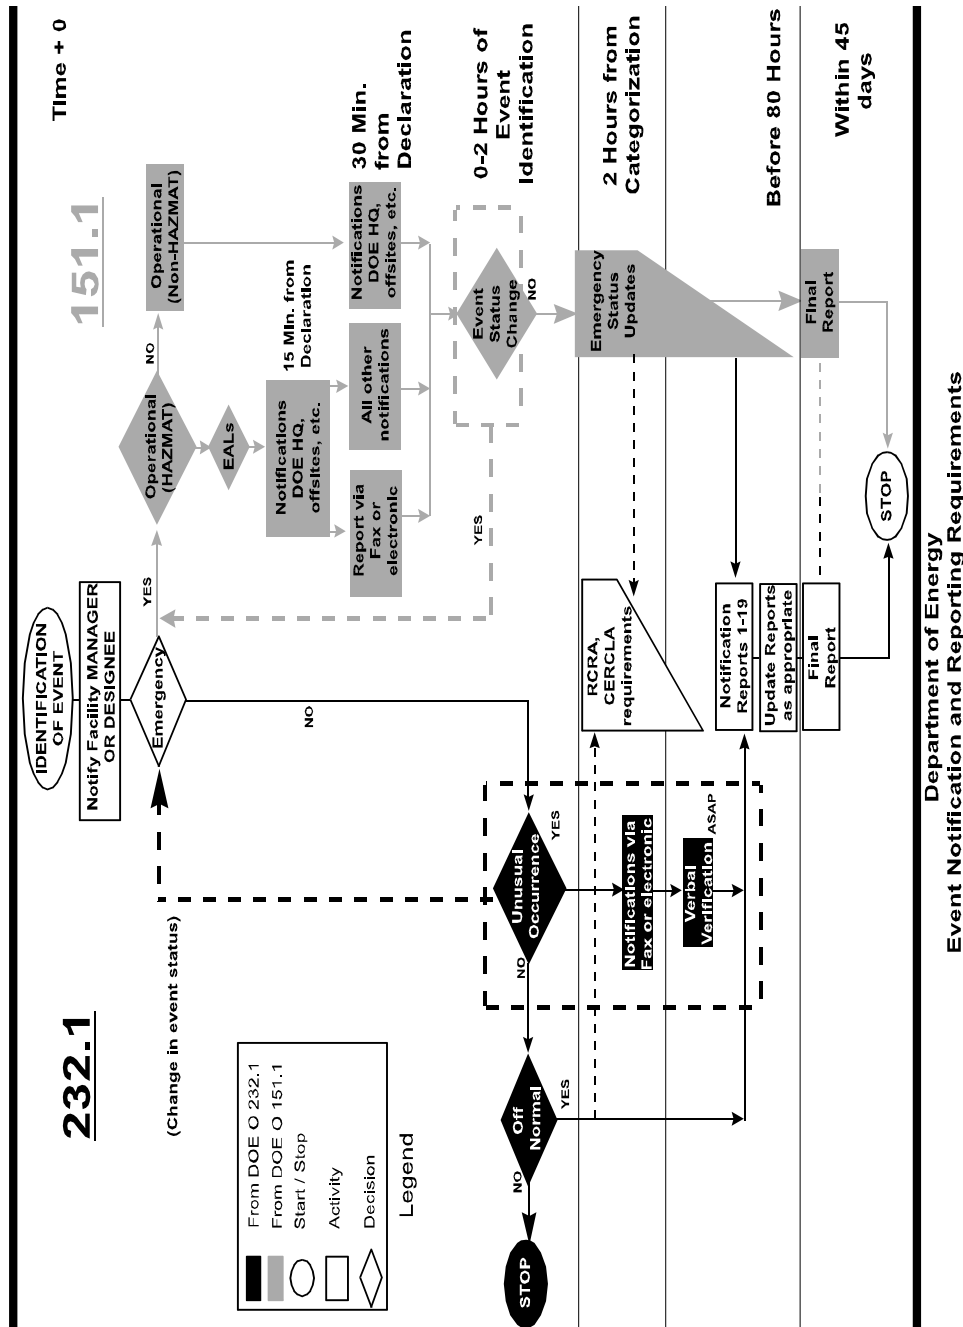 232.1
151.1
Time + 0
IDENTIFICATION
OF EVENT
Notify Facility MANAGER
OR DESIGNEE
Emergency
YES
NO
(Change in event status)
Operational
(HAZMAT)
NO
Operational
(Non-HAZMAT)
EALs
15 Min. from
Declaration
Notifications
DOE HQ,
offsites, etc.
30 Min.
from
Declaration
Report via
Fax or
electronic
All other
notifications
Notifications
DOE HQ,
offsites, etc.
0-2 Hours of
Event
Identification
Event
Status
Change
YES
NO
Unusual
Occurrence
YES
NO
Off
Normal
YES
NO
STOP
2 Hours from
Categorization
Emergency
Status
Updates
RCRA,
CERCLA
requirements
Notifications via
Fax or electronic
Verbal
Verification
ASAP
Before 80 Hours
Notification
Reports 1-19
Update Reports
as appropriate
Within 45
days
Final
Report
Final
Report
STOP
From DOE O 232.1
From DOE O 151.1
Start / Stop
Activity
Decision
Legend
Department of Energy
Event Notification and Reporting Requirements